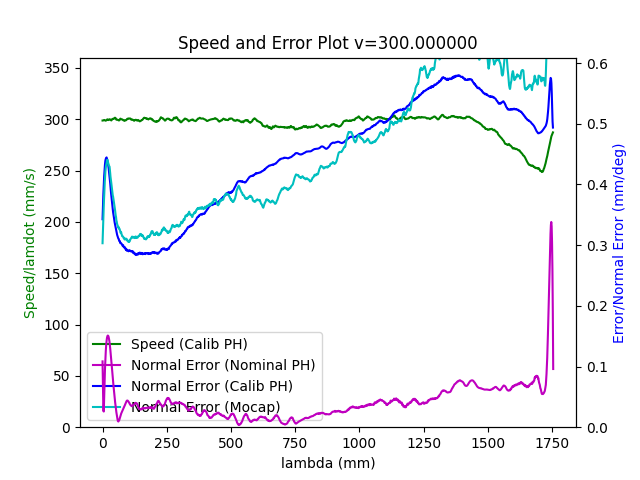 Speed and Error Plot v=300.000000
350
300
250
200
150
100
50
0
Speed/lamdot (mm/s)
0.6
0.5
0.4
0.3
0.2
0.1
0.0
Error/Normal Error (mm/deg)
Speed (Calib PH)
Normal Error (Nominal PH)
Normal Error (Calib PH)
Normal Error (Mocap)
0 250 500 750 1000 1250 1500 1750
lambda (mm)